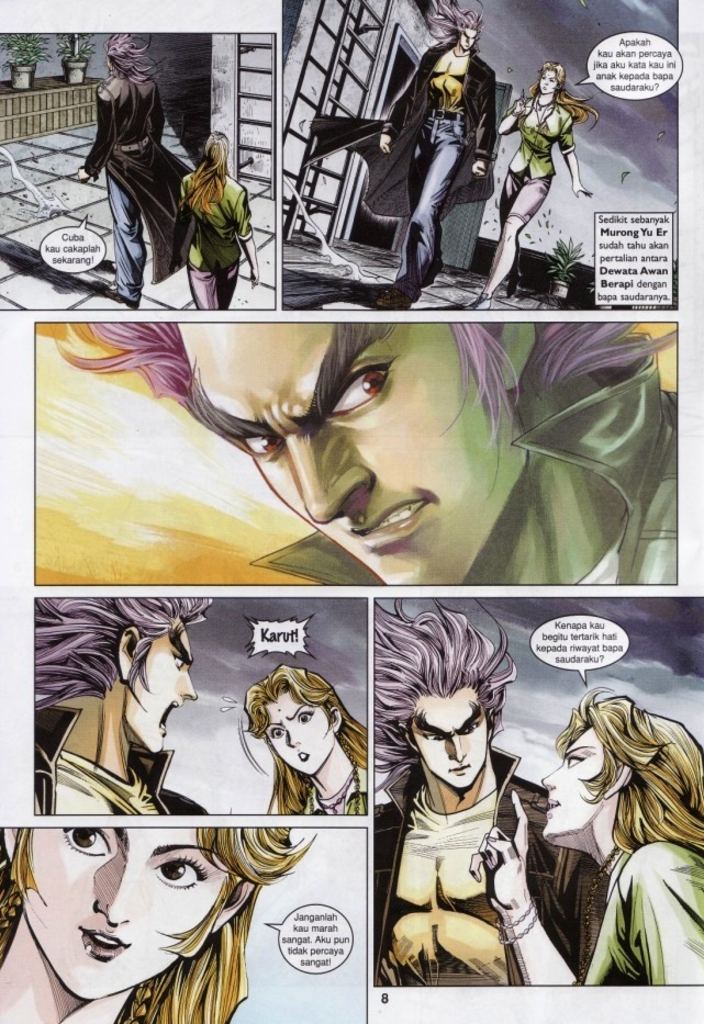 Cuba
kau cakaplah
sekarang!
Apakah
kau akan percaya
jika aku kata kau ini
anak kepada bapa
saudaraku?
Sedikit sebanyak
Murong Yu Er
sudah tahu akan
pertalian antara
Dewata Awan
Berapi dengan
bapa saudaranya.
Karut!
Kenapa kau
begitu tertarik hati
kepada riwayat bapa
saudaraku?
Janganlah
kau marah
sangat. Aku pun
tidak percaya
sangat!
8